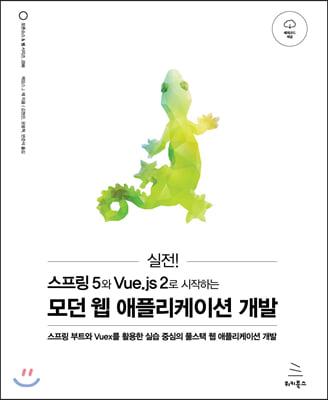 실전!
스프링 5와 Vue.js 2로 시작하는
모던 웹 애플리케이션 개발
스프링 부트와 Vuex를 활용한 실습 중심의 풀스택 웹 애플리케이션 개발
위키북스